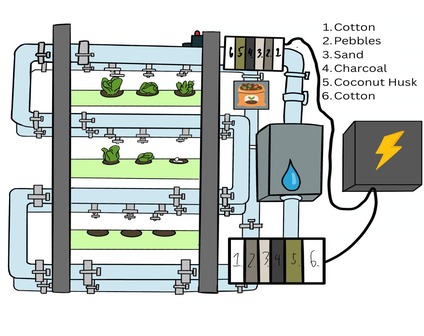 1. Cotton
2. Pebbles
3. Sand
4. Charcoal
5. Coconut Husk
6. Cotton
6. 5. 4. 3. 2. 1
1 2. 3. 4. 5. 6.